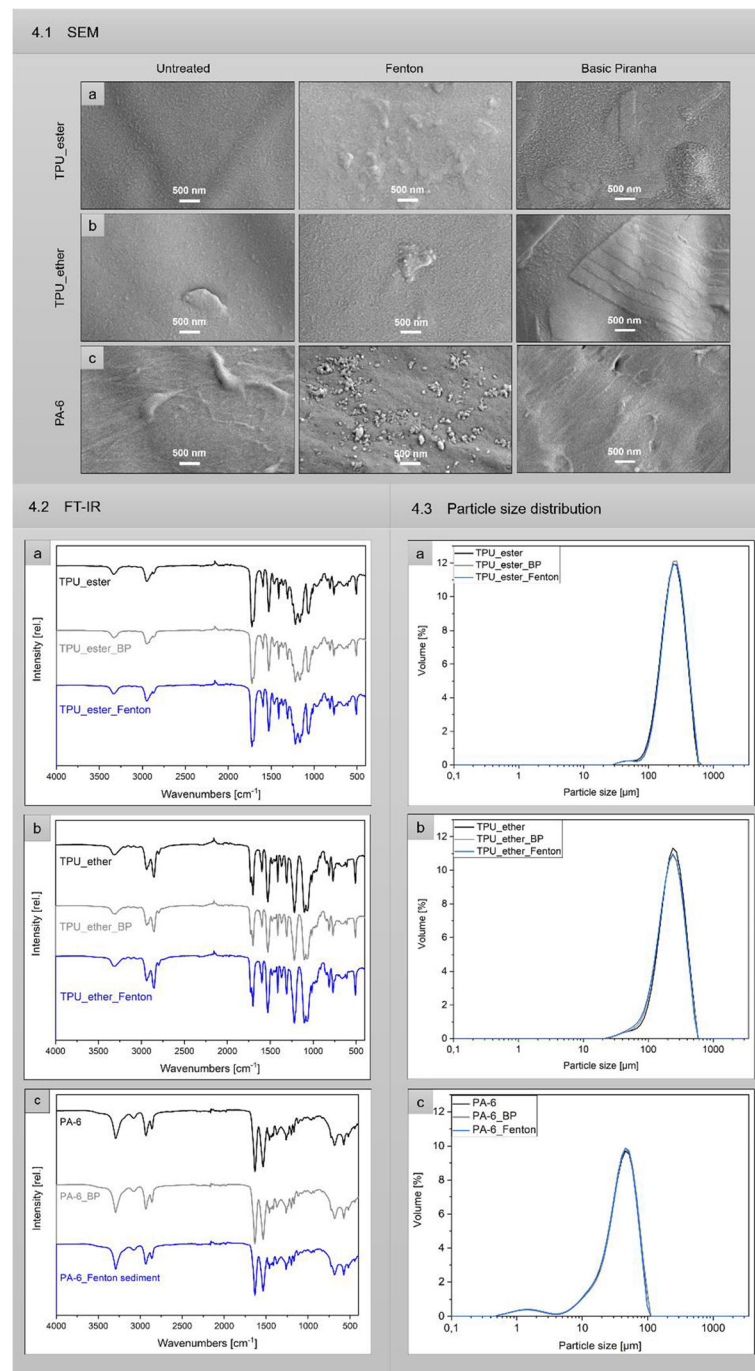 4.1 SEM
Untreated Fenton Basic Piranha
TPU_ester
a
500 nm 500 nm 500 nm
TPU_ether
b
500 nm 500 nm 500 nm
PA-6
c
500 nm 500 nm 500 nm
4.2 FT-IR
a
TPU_ester
TPU_ester_BP
TPU_ester_Fenton
Intensity [rel.]
4000 3500 3000 2500 2000 1500 1000 500
Wavenumbers [cm⁻¹]
b
TPU_ether
TPU_ether_BP
TPU_ether_Fenton
Intensity [rel.]
4000 3500 3000 2500 2000 1500 1000 500
Wavenumbers [cm⁻¹]
c
PA-6
PA-6_BP
PA-6_Fenton sediment
Intensity [rel.]
4000 3500 3000 2500 2000 1500 1000 500
Wavenumbers [cm⁻¹]
4.3 Particle size distribution
a
TPU_ester
TPU_ester_BP
TPU_ester_Fenton
Volume [%]
12
10
8
6
4
2
0
0,1 1 10 100 1000
Particle size [µm]
b
TPU_ether
TPU_ether_BP
TPU_ether_Fenton
Volume [%]
12
10
8
6
4
2
0
0,1 1 10 100 1000
Particle size [µm]
c
PA-6
PA-6_BP
PA-6_Fenton
Volume [%]
12
10
8
6
4
2
0
0,1 1 10 100 1000
Particle size [µm]